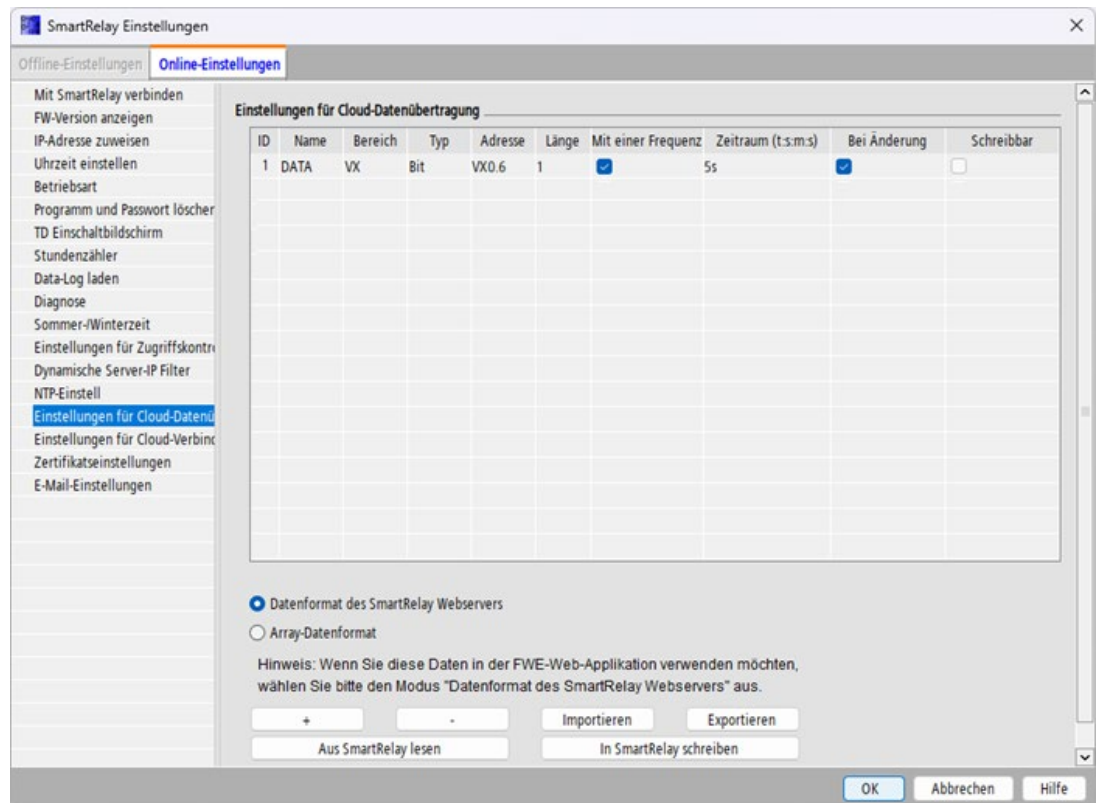 SmartRelay Einstellungen
Offline-Einstellungen Online-Einstellungen
Mit SmartRelay verbinden
FW-Version anzeigen
IP-Adresse zuweisen
Uhrzeit einstellen
Betriebsart
Programm und Passwort löschen
TD Einschaltbildschirm
Stundenzähler
Data-Log laden
Diagnose
Sommer-/Winterzeit
Einstellungen für Zugriffskontr
Dynamische Server-IP Filter
NTP-Einstell
Einstellungen für Cloud-Datenü
Einstellungen für Cloud-Verbind
Zertifikatseinstellungen
E-Mail-Einstellungen
Einstellungen für Cloud-Datenübertragung
ID Name Bereich Typ Adresse Länge Mit einer Frequenz Zeitraum (t:s:m:s) Bei Änderung Schreibbar
1 DATA VX Bit VX0.6 1 5s
Datenformat des SmartRelay Webservers
Array-Datenformat
Hinweis: Wenn Sie diese Daten in der FWE-Web-Applikation verwenden möchten,
wählen Sie bitte den Modus "Datenformat des SmartRelay Webservers" aus.
+ - Importieren Exportieren
Aus SmartRelay lesen In SmartRelay schreiben
OK Abbrechen Hilfe